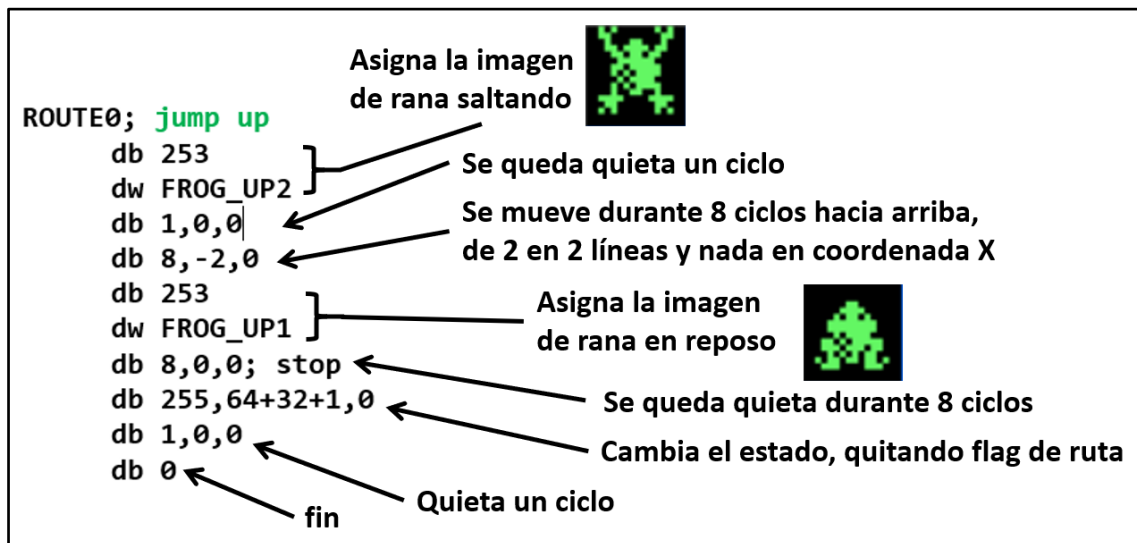 Asigna la imagen
de rana saltando
ROUTE0; jump up
db 253
dw FROG_UP2
Se queda quieta un ciclo
db 1,0,0
Se mueve durante 8 ciclos hacia arriba,
de 2 en 2 líneas y nada en coordenada X
db 8,-2,0
db 253
dw FROG_UP1
Asigna la imagen
de rana en reposo
db 8,0,0; stop
Se queda quieta durante 8 ciclos
db 255,64+32+1,0
Cambia el estado, quitando flag de ruta
db 1,0,0
Quieta un ciclo
db 0
fin